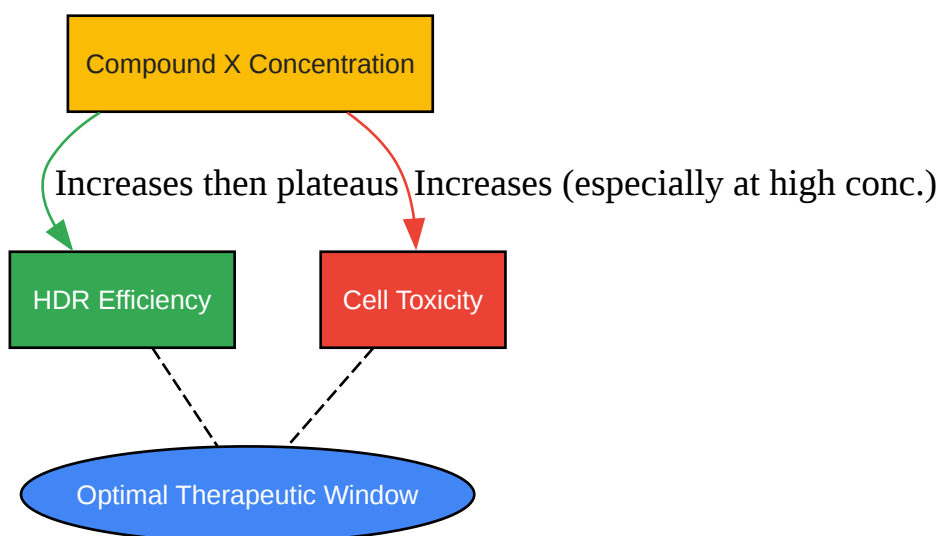 Compound X Concentration
Increases then plateaus
Increases (especially at high conc.)
HDR Efficiency
Cell Toxicity
Optimal Therapeutic Window